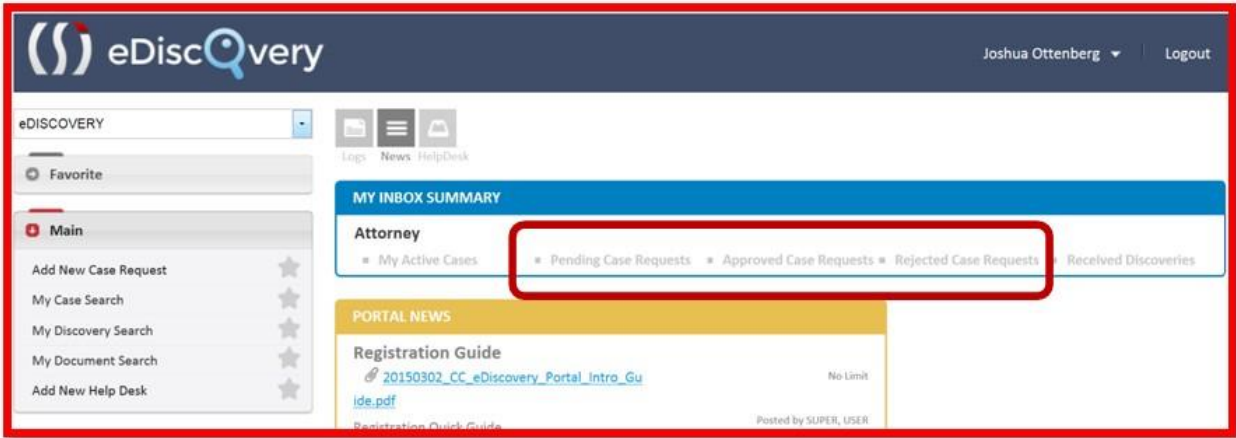 eDiscovery
Joshua Ottenberg
Logout
eDISCOVERY
Favorite
Main
Add New Case Request
My Case Search
My Discovery Search
My Document Search
Add New Help Desk
Logs News HelpDesk
MY INBOX SUMMARY
Attorney
My Active Cases Pending Case Requests Approved Case Requests Rejected Case Requests Received Discoveries
PORTAL NEWS
Registration Guide
20150302_CC_eDiscovery_Portal_Intro_Gu
ide.pdf
No Limit
Posted by SUPER, USER
Registration Quick Guide